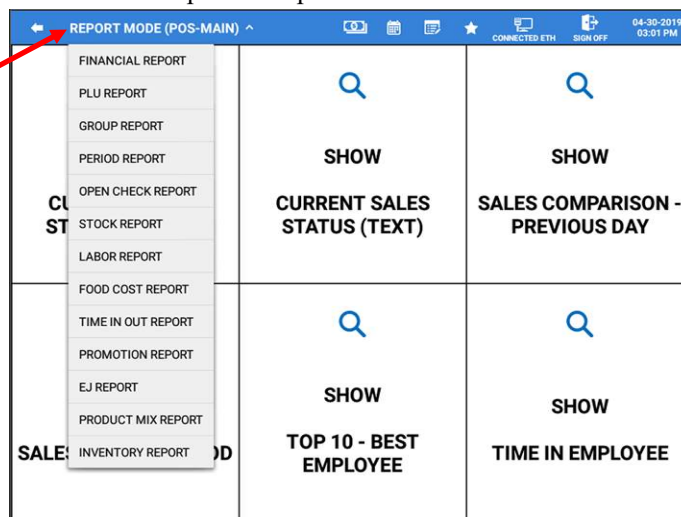 REPORT MODE (POS-MAIN)
CONNECTED ETH
SIGN OFF
04-30-2019
03:01 PM
FINANCIAL REPORT
PLU REPORT
GROUP REPORT
PERIOD REPORT
OPEN CHECK REPORT
STOCK REPORT
LABOR REPORT
FOOD COST REPORT
TIME IN OUT REPORT
PROMOTION REPORT
EJ REPORT
PRODUCT MIX REPORT
INVENTORY REPORT
SHOW
CURRENT SALES
STATUS (TEXT)
SHOW
SALES COMPARISON -
PREVIOUS DAY
SHOW
TOP 10 - BEST
EMPLOYEE
SHOW
TIME IN EMPLOYEE